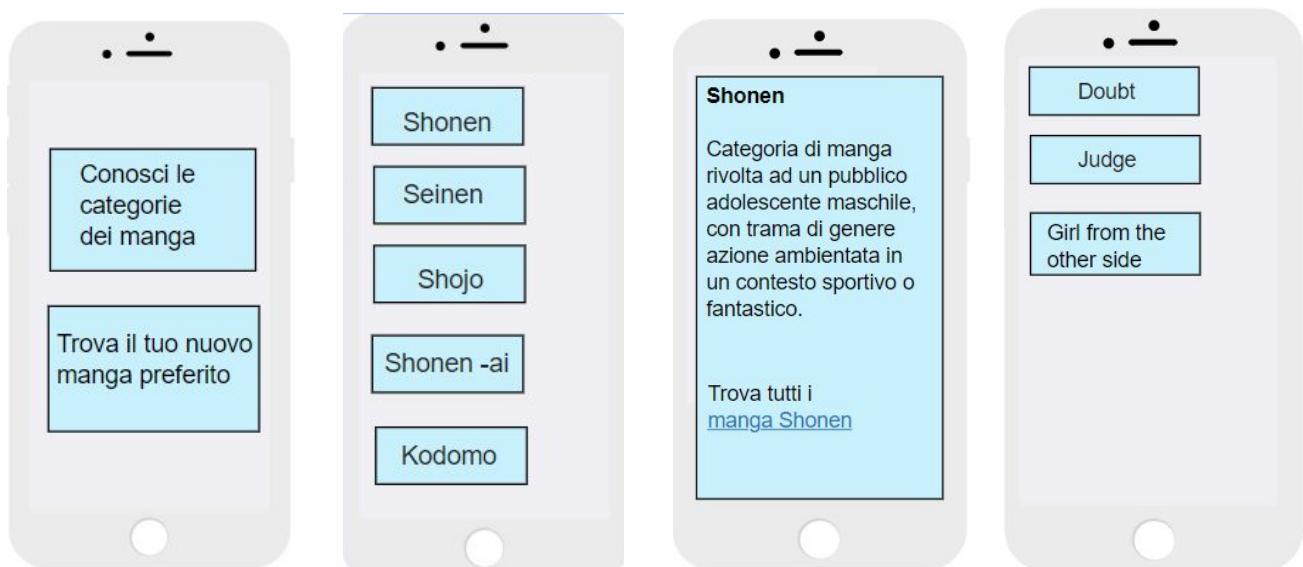 Conosci le
categorie
dei manga
Trova il tuo nuovo
manga preferito
Shonen
Seinen
Shojo
Shonen -ai
Kodomo
Shonen
Categoria di manga
rivolta ad un pubblico
adolescente maschile,
con trama di genere
azione ambientata in
un contesto sportivo o
fantastico.
Trova tutti i
manga Shonen
Doubt
Judge
Girl from the
other side